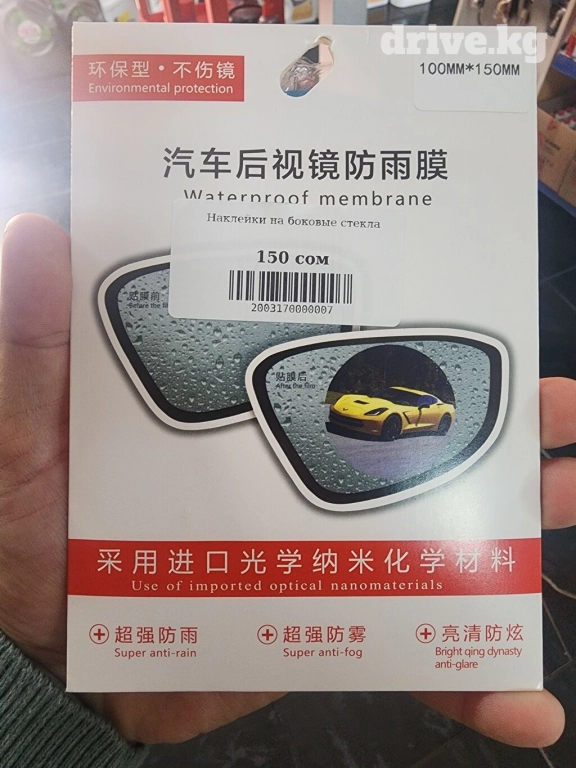 drive.kg
环保型·不伤镜
Environmental protection
100MM*150MM
汽车后视镜防雨膜
Waterproof membrane
Наклейки на боковые стекла
150 сом
2003170000007
贴膜前
Before the film
贴膜后
After the film
采用进口光学纳米化学材料
Use of imported optical nanomaterials
超强防雨
Super anti-rain
超强防雾
Super anti-fog
亮清防炫
Bright qing dynasty
anti-glare